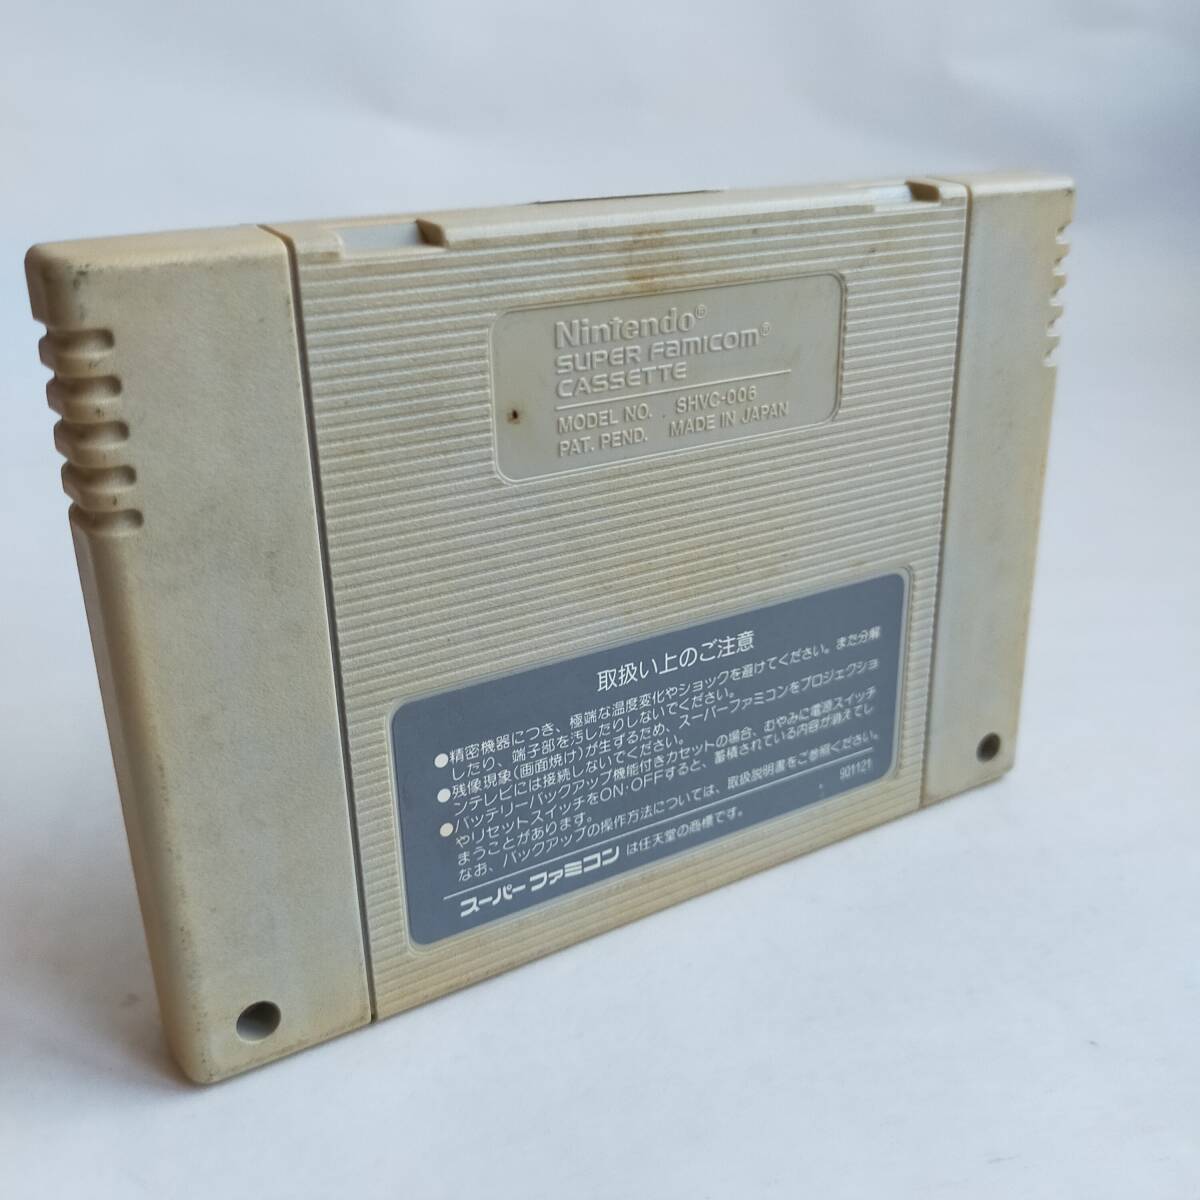 Nintendo®
SUPER FAMICOM®
CASSETTE
MODEL NO. SHVC-006
PAT. PEND. MADE IN JAPAN
取扱い上のご注意
●精密機器につき、極端な温度変化やショックを避けてください。また分解
したり、端子部を汚したりしないでください。
●残像現象(画面焼け)が生ずるため、スーパーファミコンをプロジェクショ
ンテレビには接続しないでください。
●バッテリーバックアップ機能付きカセットの場合、むやみに電源スイッチ
やリセットスイッチをON・OFFすると、蓄積されている内容が消えてし
まうことがあります。
なお、バックアップの操作方法については、取扱説明書をご参照ください。
901121
スーパーファミコンは任天堂の商標です。